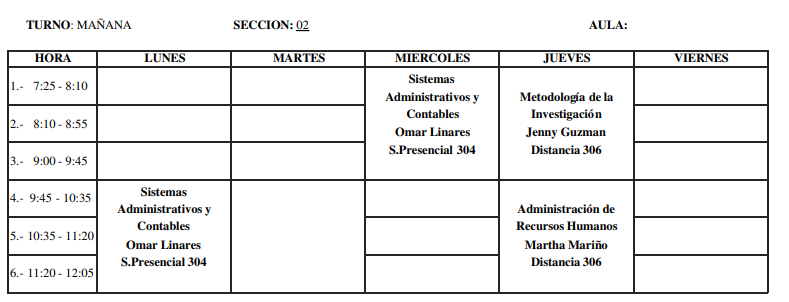 TURNO: MAÑANA SECCION: 02 AULA:
HORA LUNES MARTES MIERCOLES JUEVES VIERNES
1.- 7:25 - 8:10
2.- 8:10 - 8:55
3.- 9:00 - 9:45
Sistemas
Administrativos y
Contables
Omar Linares
S.Presencial 304
Metodología de la
Investigación
Jenny Guzman
Distancia 306
4.- 9:45 - 10:35
5.- 10:35 - 11:20
6.- 11:20 - 12:05
Sistemas
Administrativos y
Contables
Omar Linares
S.Presencial 304
Administración de
Recursos Humanos
Martha Mariño
Distancia 306